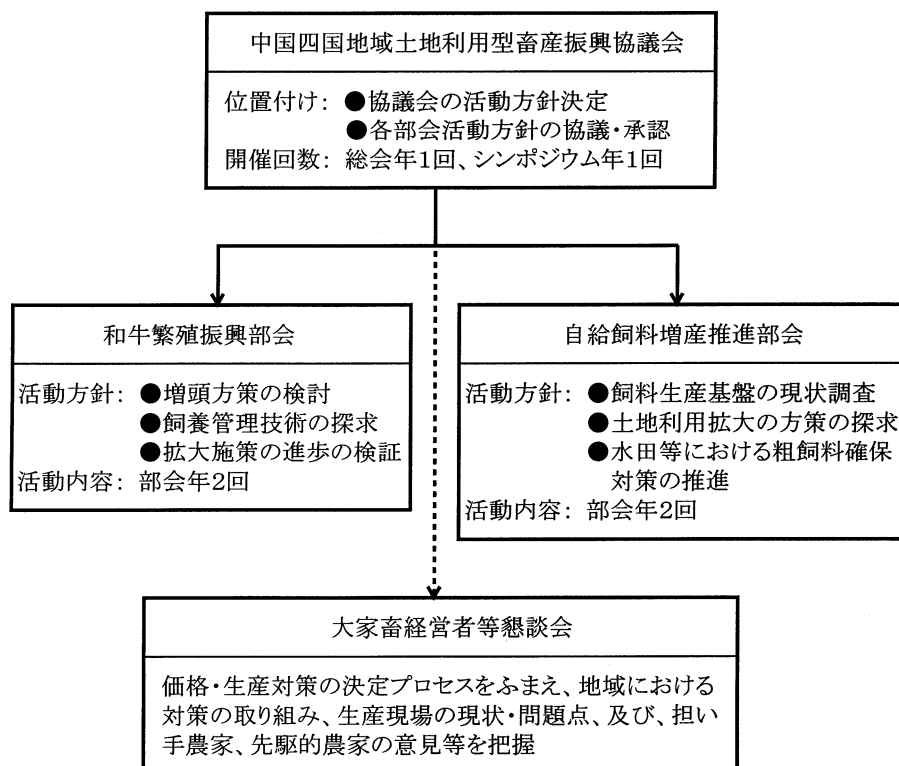 中国四国地域土地利用型畜産振興協議会
位置付け: ●協議会の活動方針決定
●各部会活動方針の協議・承認
開催回数: 総会年1回、シンポジウム年1回
和牛繁殖振興部会
活動方針: ●増頭方策の検討
●飼養管理技術の探求
●拡大施策の進歩の検証
活動内容: 部会年2回
自給飼料増産推進部会
活動方針: ●飼料生産基盤の現状調査
●土地利用拡大の方策の探求
●水田等における粗飼料確保
対策の推進
活動内容: 部会年2回
大家畜経営者等懇談会
価格・生産対策の決定プロセスをふまえ、地域における
対策の取り組み、生産現場の現状・問題点、及び、担い
手農家、先駆的農家の意見等を把握